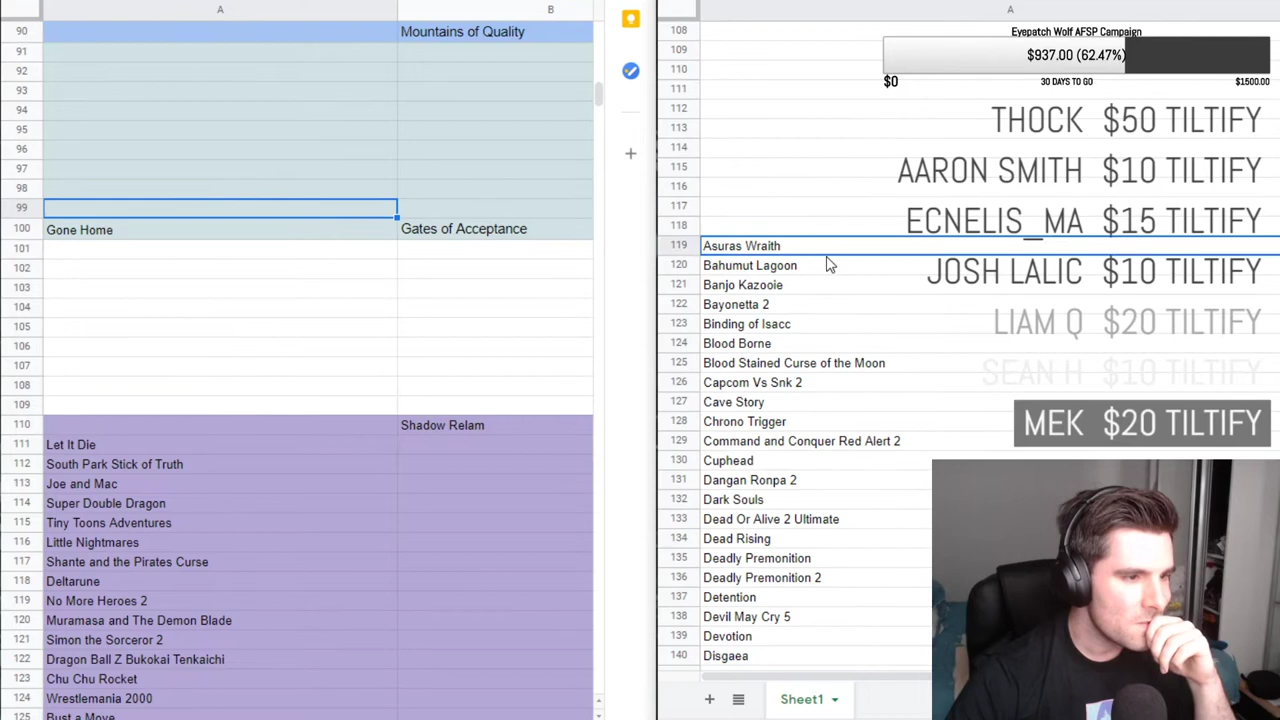 A
B
90 Mountains of Quality
91
92
93
94
95
96
97
98
99
100 Gone Home Gates of Acceptance
101
102
103
104
105
106
107
108
109
110 Shadow Relam
111 Let It Die
112 South Park Stick of Truth
113 Joe and Mac
114 Super Double Dragon
115 Tiny Toons Adventures
116 Little Nightmares
117 Shante and the Pirates Curse
118 Deltarune
119 No More Heroes 2
120 Muramasa and The Demon Blade
121 Simon the Sorceror 2
122 Dragon Ball Z Bukokai Tenkaichi
123 Chu Chu Rocket
124 Wrestlemania 2000
125 Bust a Move
A
108
109
110
111
112
113
114
115
116
117
118
119 Asuras Wraith
120 Bahumut Lagoon
121 Banjo Kazooie
122 Bayonetta 2
123 Binding of Isacc
124 Blood Borne
125 Blood Stained Curse of the Moon
126 Capcom Vs Snk 2
127 Cave Story
128 Chrono Trigger
129 Command and Conquer Red Alert 2
130 Cuphead
131 Dangan Ronpa 2
132 Dark Souls
133 Dead Or Alive 2 Ultimate
134 Dead Rising
135 Deadly Premonition
136 Deadly Premonition 2
137 Detention
138 Devil May Cry 5
139 Devotion
140 Disgaea
Sheet1
Eyepatch Wolf AFSP Campaign
$937.00 (62.47%)
$0 30 DAYS TO GO $1500.00
THOCK $50 TILTIFY
AARON SMITH $10 TILTIFY
ECNELIS_MA $15 TILTIFY
JOSH LALIC $10 TILTIFY
LIAM Q $20 TILTIFY
SEAN H $10 TILTIFY
MEK $20 TILTIFY